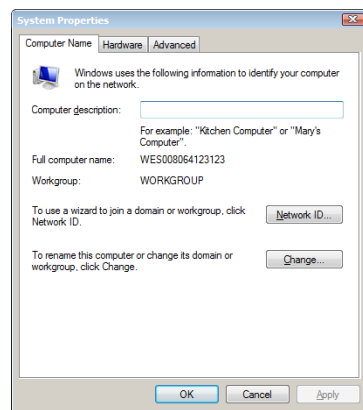 System Properties
Computer Name Hardware Advanced
Windows uses the following information to identify your computer
on the network.
Computer description:
For example: "Kitchen Computer" or "Mary's
Computer".
Full computer name: WES008064123123
Workgroup: WORKGROUP
To use a wizard to join a domain or workgroup, click
Network ID.
Network ID...
To rename this computer or change its domain or
workgroup, click Change.
Change...
OK Cancel Apply